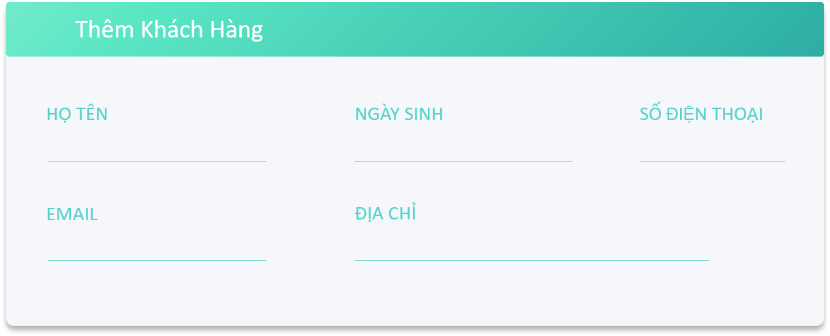 Thêm Khách Hàng
HỌ TÊN
NGÀY SINH
SỐ ĐIỆN THOẠI
EMAIL
ĐỊA CHỈ